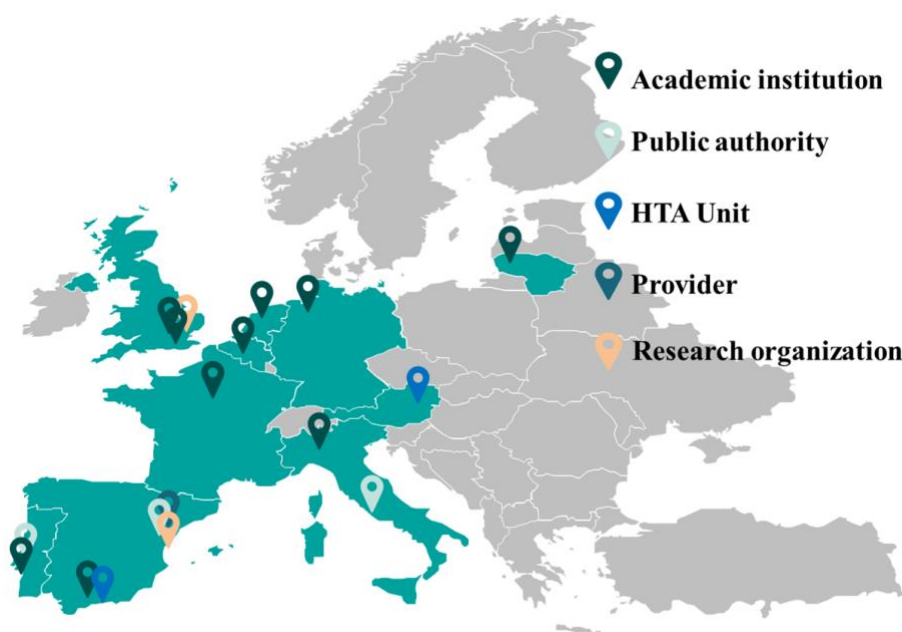 Academic institution
Public authority
HTA Unit
Provider
Research organization